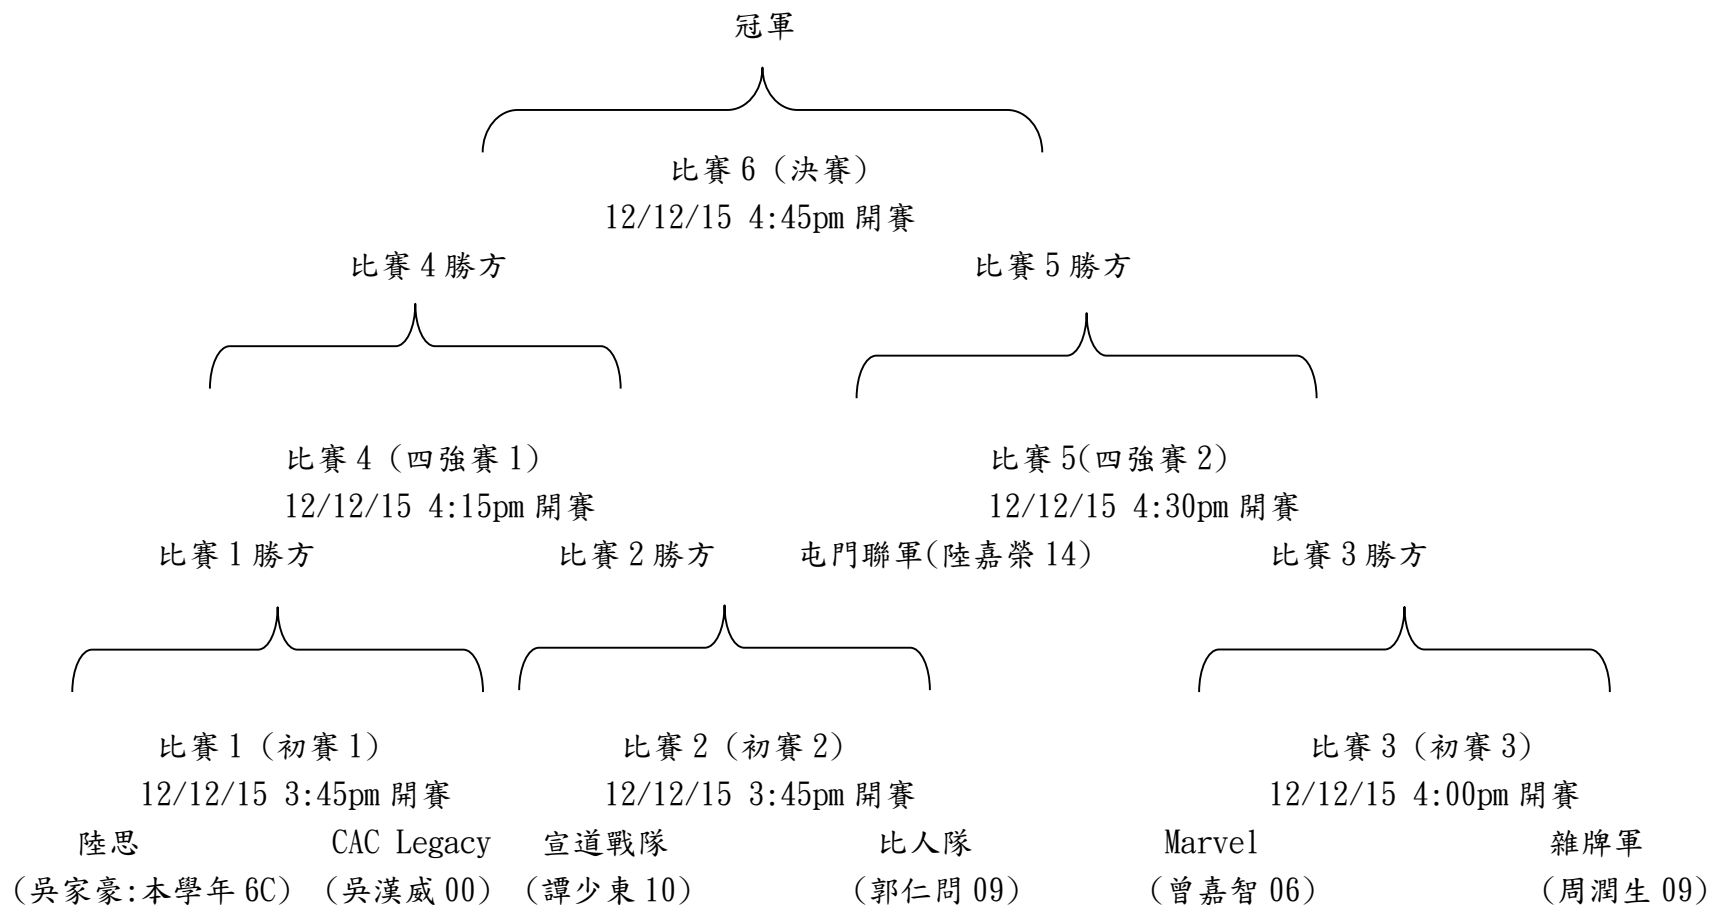 冠軍
比賽 6 (決賽)
12/12/15 4:45pm 開賽
比賽 4 勝方 比賽 5 勝方
比賽 4 (四強賽 1) 比賽 5(四強賽 2)
12/12/15 4:15pm 開賽 12/12/15 4:30pm 開賽
比賽 1 勝方 比賽 2 勝方 屯門聯軍(陸嘉榮 14) 比賽 3 勝方
比賽 1 (初賽 1) 比賽 2 (初賽 2) 比賽 3 (初賽 3)
12/12/15 3:45pm 開賽 12/12/15 3:45pm 開賽 12/12/15 4:00pm 開賽
陸思 CAC Legacy 宣道戰隊 比人隊 Marvel 雜牌軍
(吳家豪:本學年 6C) (吳漢威 00) (譚少東 10) (郭仁問 09) (曾嘉智 06) (周潤生 09)